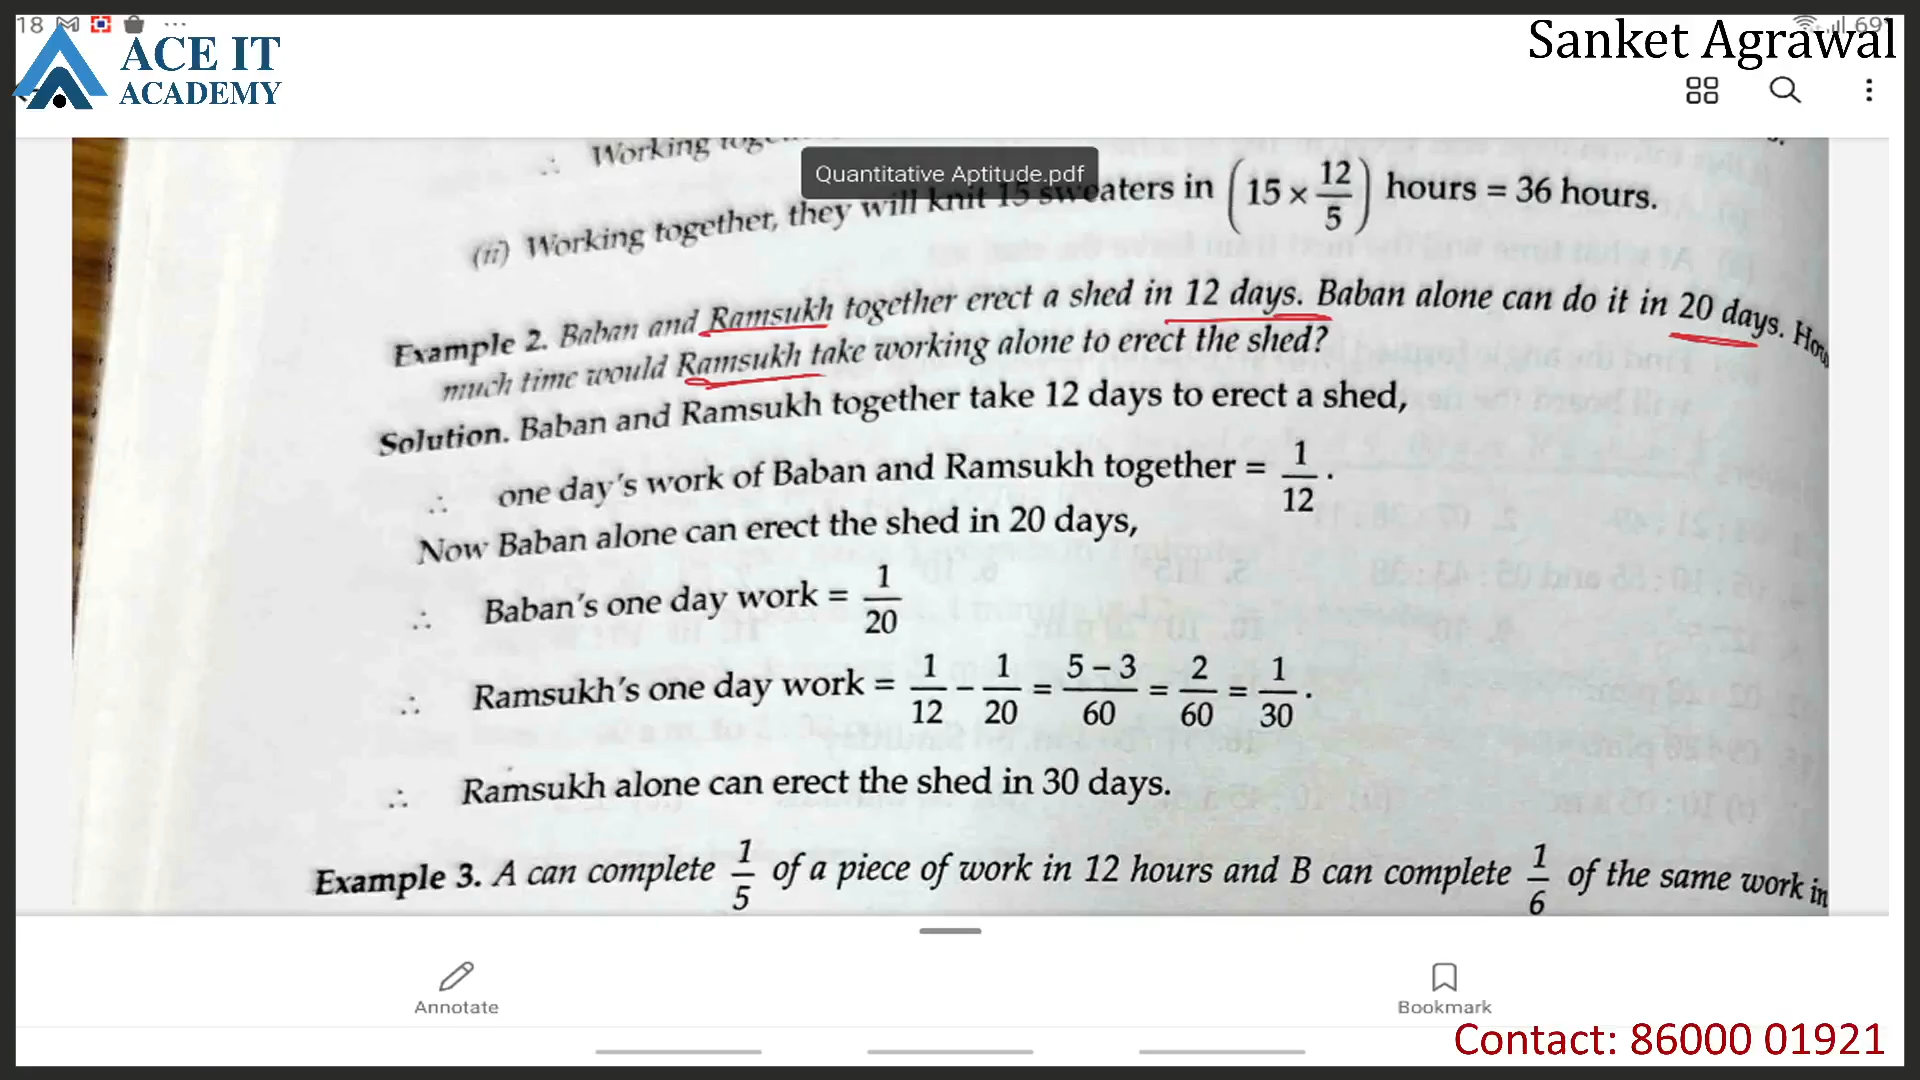 18
ACE IT
ACADEMY
Sanket Agrawal
69
∴ Working
Quantitative Aptitude.pdf
(ii) Working together, they will knit 15 sweaters in (15 × 12/5) hours = 36 hours.
Example 2. Baban and Ramsukh together erect a shed in 12 days. Baban alone can do it in 20 days. How
much time would Ramsukh take working alone to erect the shed?
Solution. Baban and Ramsukh together take 12 days to erect a shed,
∴ one day's work of Baban and Ramsukh together = 1/12 .
Now Baban alone can erect the shed in 20 days,
∴ Baban's one day work = 1/20
∴ Ramsukh's one day work = 1/12 − 1/20 = 5 − 3/60 = 2/60 = 1/30 .
∴ Ramsukh alone can erect the shed in 30 days.
Example 3. A can complete 1/5 of a piece of work in 12 hours and B can complete 1/6 of the same work in
Annotate
Bookmark
Contact: 86000 01921